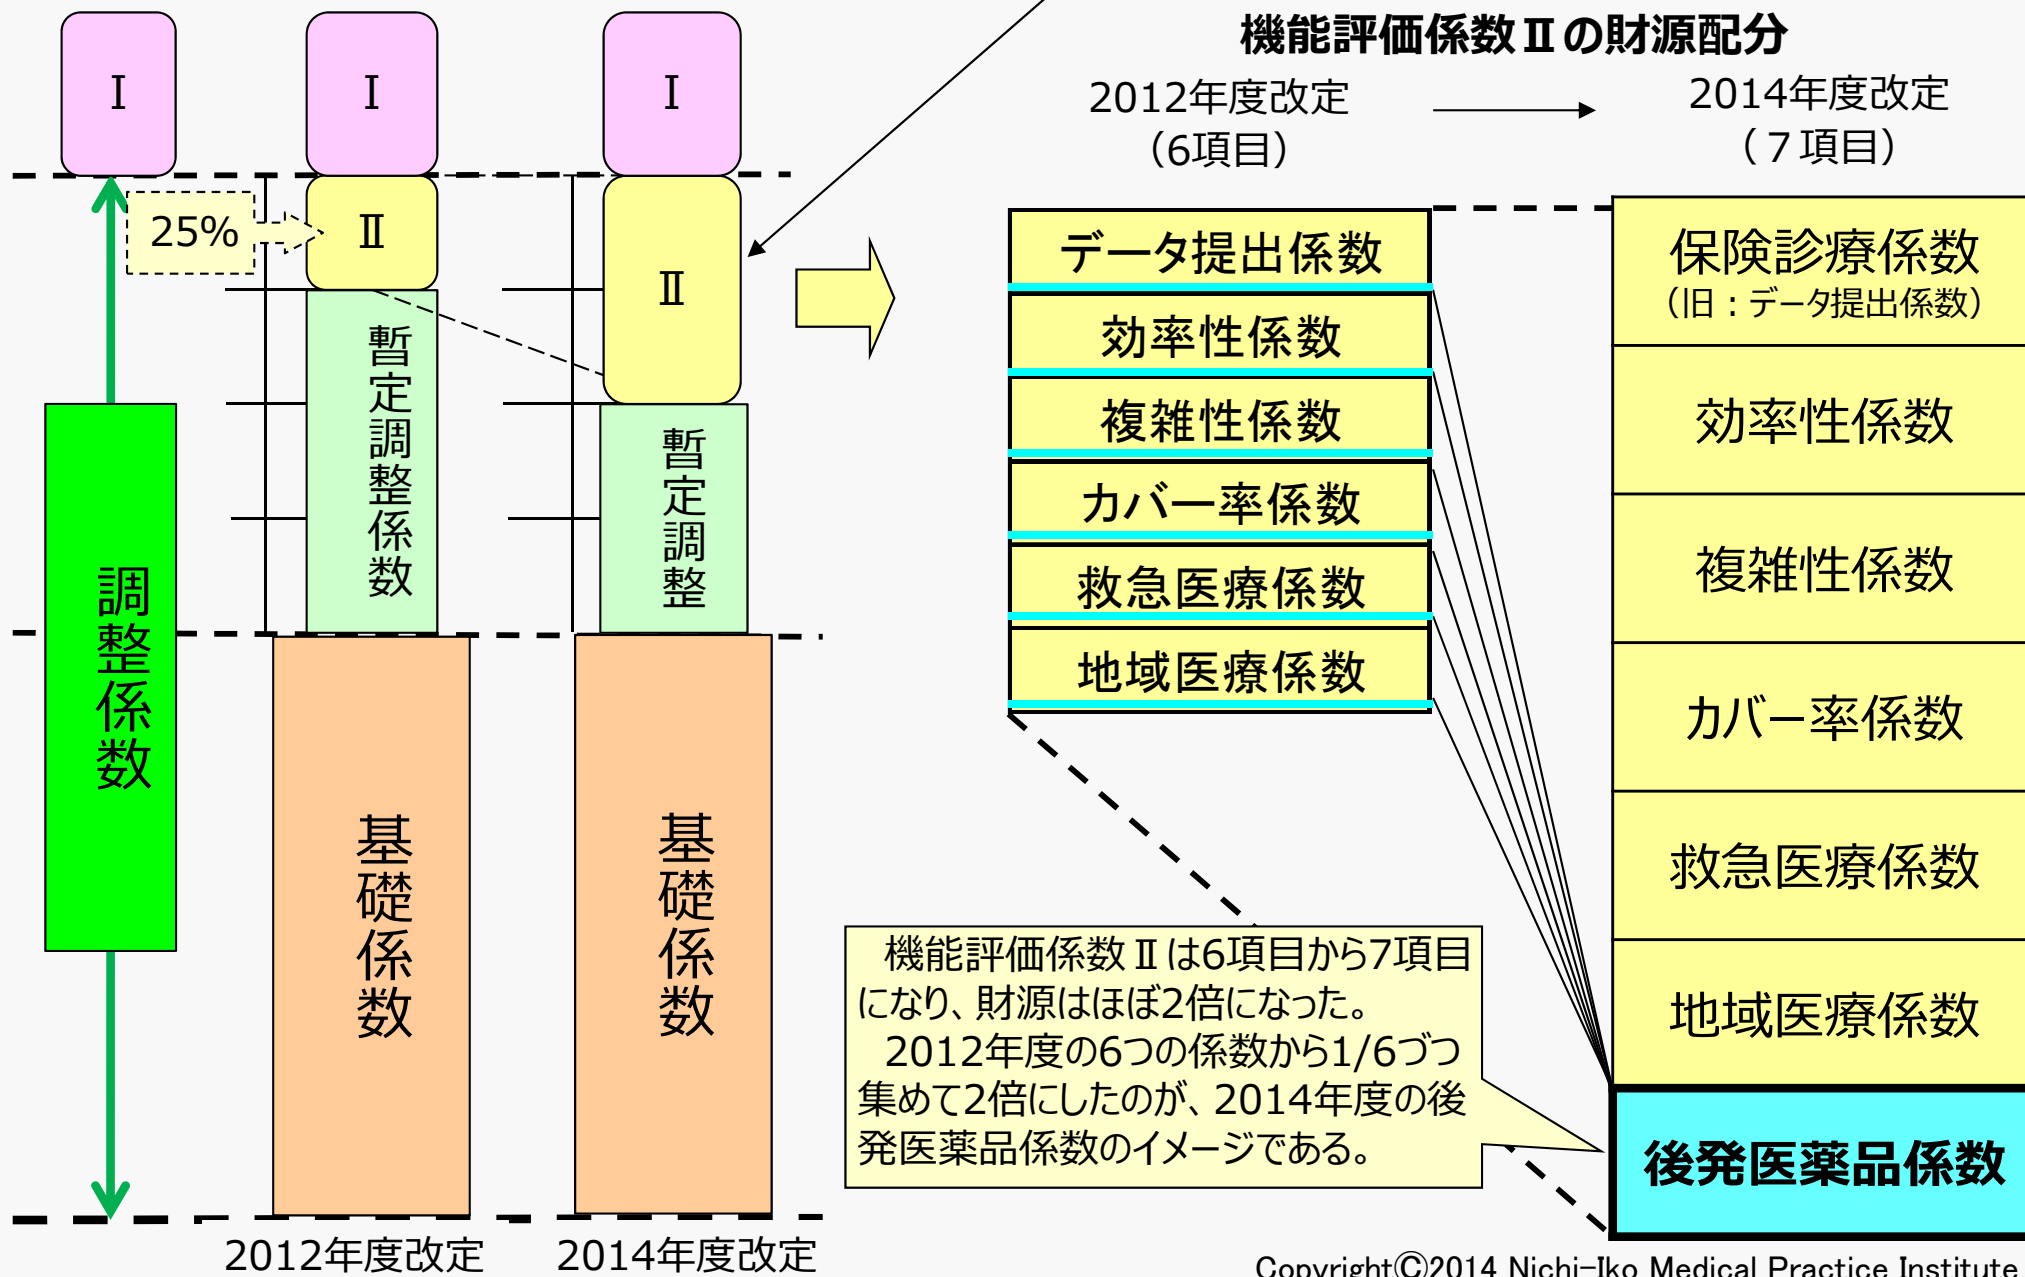 Ⅰ
Ⅰ
Ⅰ
25%
Ⅱ
Ⅱ
調整係数
暫定調整係数
暫定調整
基礎係数
基礎係数
2012年度改定
2014年度改定
機能評価係数Ⅱの財源配分
2012年度改定
（6項目）
2014年度改定
（７項目）
データ提出係数
効率性係数
複雑性係数
カバー率係数
救急医療係数
地域医療係数
保険診療係数
（旧：データ提出係数）
効率性係数
複雑性係数
カバー率係数
救急医療係数
地域医療係数
後発医薬品係数
機能評価係数Ⅱは6項目から7項目
になり、財源はほぼ2倍になった。
2012年度の6つの係数から1/6づつ
集めて2倍にしたのが、2014年度の後
発医薬品係数のイメージである。
CopyrightⒸ2014 Nichi-Iko Medical Practice Institute